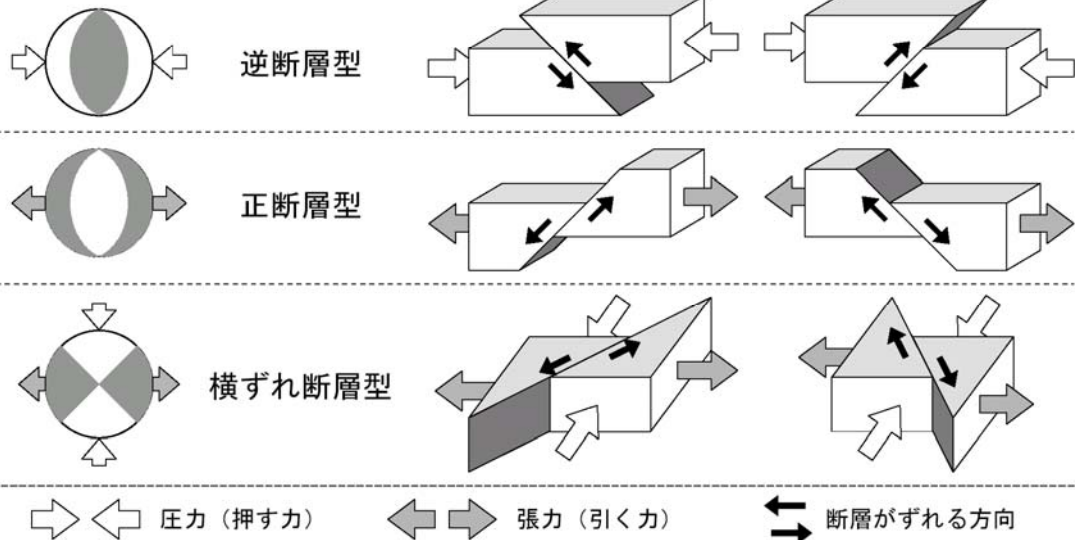 逆断層型
正断層型
横ずれ断層型
圧力（押す力）
張力（引く力）
断層がずれる方向